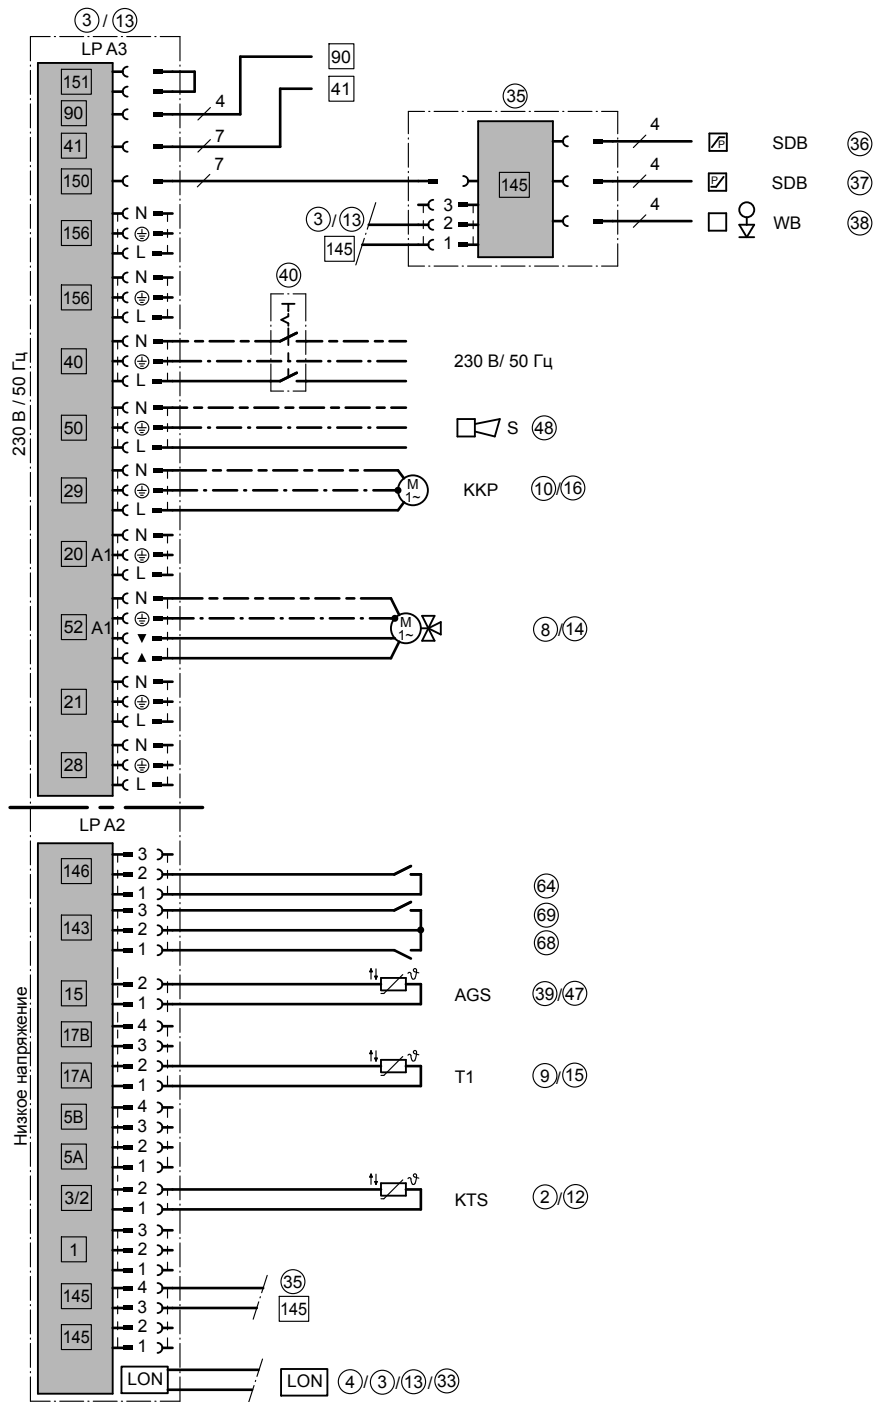 3 / 13
LP A3
151
90
90
4
41
41
7
35
150
7
145
4
P
SDB
36
4
P
SDB
37
4
WB
38
3
2
1
3/13
145
156
N
L
156
N
L
40
230 В / 50 Гц
40
N
L
230 В/ 50 Гц
50
N
L
S
48
29
N
L
M
1~
KKP
10/16
20 A1
N
L
52 A1
N
▼
▲
M
1~
8/14
21
N
L
28
N
L
LP A2
Низкое напряжение
146
3
2
1
64
143
3
2
1
69
68
15
2
1
ϑ
AGS
39/47
17B
4
3
17A
2
1
ϑ
T1
9/15
5B
4
3
5A
2
1
3/2
2
1
ϑ
KTS
2/12
1
3
2
1
145
4
3
35
145
145
2
1
LON
LON
4/3/13/33